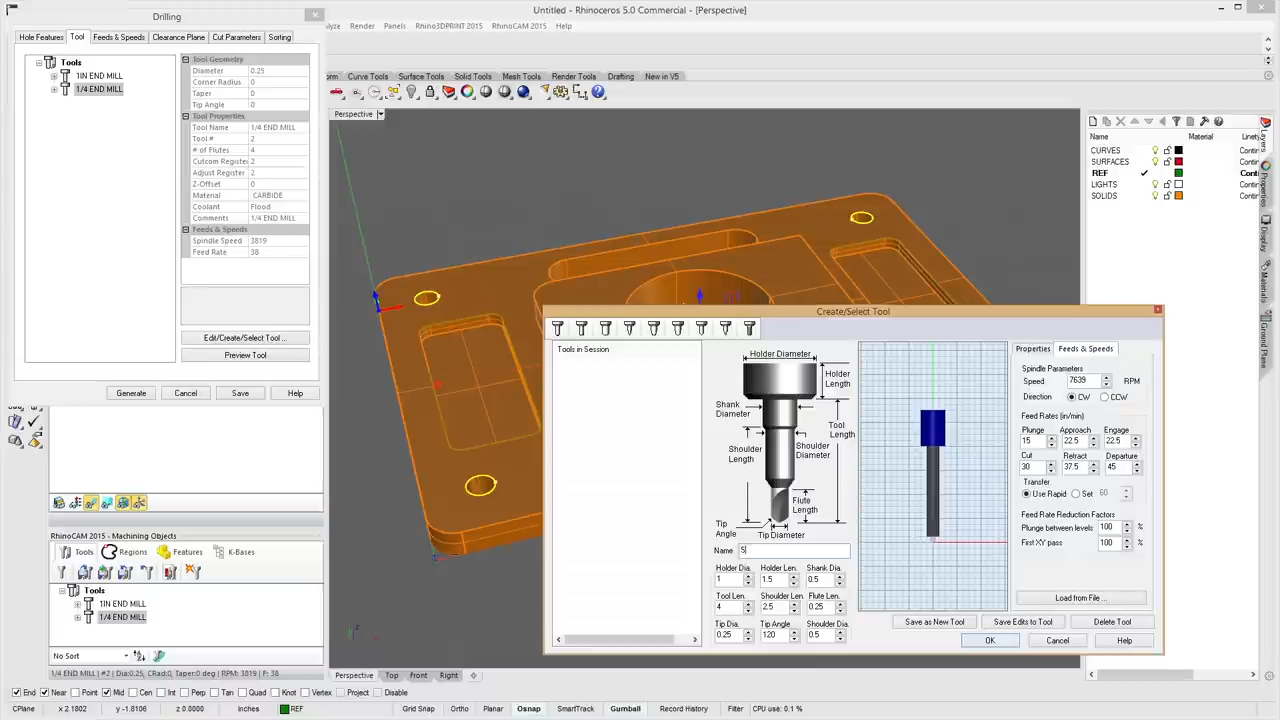 Untitled - Rhinoceros 5.0 Commercial - [Perspective]
Drilling
Render Panels Rhino3DPRINT 2015 RhinoCAM 2015 Help
Hole Features Tool Feeds & Speeds Clearance Plane Cut Parameters Sorting
Tools
1IN END MILL
1/4 END MILL
Tool Geometry
Diameter 0.25
Corner Radius 0
Taper 0
Tip Angle 0
Tool Properties
Tool Name 1/4 END MILL
Tool # 2
# of Flutes 4
Cutcom Register 2
Adjust Register 2
Z-Offset 0
Material CARBIDE
Coolant Flood
Comments 1/4 END MILL
Feeds & Speeds
Spindle Speed 3819
Feed Rate 38
Edit/Create/Select Tool ...
Preview Tool
Generate Cancel Save Help
Curve Tools Surface Tools Solid Tools Mesh Tools Render Tools Drafting New in V5
Perspective
Name Material Linety
CURVES Contin
SURFACES Contin
REF Cont
LIGHTS Contin
SOLIDS Contin
Layers
Properties
Display
Materials
Ground Plane
Create/Select Tool
Tools in Session
Holder Diameter
Holder Length
Shank Diameter
Tool Length
Shoulder Length
Shoulder Diameter
Flute Length
Tip Angle
Tip Diameter
Name S
Holder Dia. Holder Len. Shank Dia.
1 1.5 0.5
Tool Len. Shoulder Len. Flute Len.
4 2.5 0.25
Tip Dia. Tip Angle Shoulder Dia.
0.25 120 0.5
Properties Feeds & Speeds
Spindle Parameters
Speed 7639 RPM
Direction CW CCW
Feed Rates (in/min)
Plunge Approach Engage
15 22.5 22.5
Cut Retract Departure
30 37.5 45
Transfer
Use Rapid Set 60
Feed Rate Reduction Factors
Plunge between levels 100 %
First XY pass 100 %
Load from File ...
Save as New Tool Save Edits to Tool Delete Tool
OK Cancel Help
RhinoCAM 2015 - Machining Objects
Tools Regions Features K-Bases
Tools
1IN END MILL
1/4 END MILL
No Sort
1/4 END MILL | #2 | Dia:0.25, CRad:0, Taper:0 deg | RPM: 3819 | F: 38
Perspective Top Front Right
End Near Point Mid Cen Int Perp Tan Quad Knot Vertex Project Disable
CPlane x 2.1802 y -1.8106 z 0.0000 inches REF Grid Snap Ortho Planar Osnap SmartTrack Gumball Record History Filter CPU use: 0.1 %